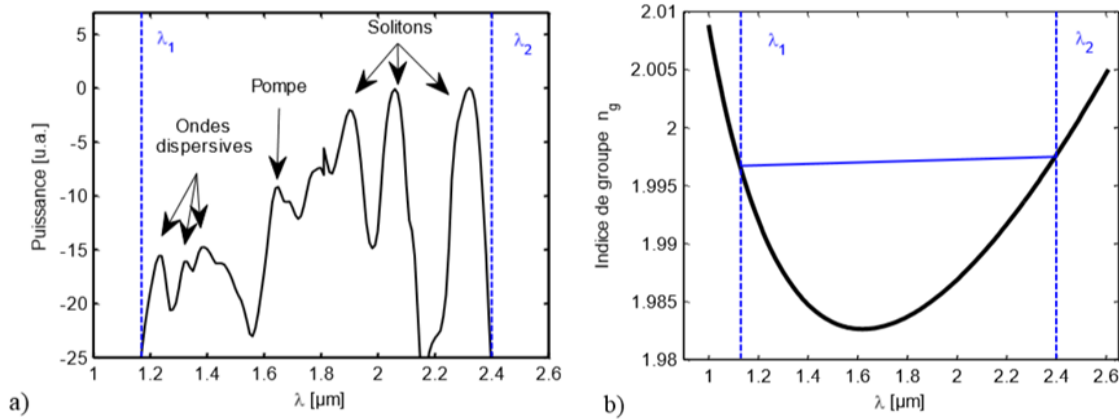 5
0
-5
-10
-15
-20
-25
Puissance [u.a.]
λ1
λ2
Solitons
Pompe
Ondes
dispersives
1 1.2 1.4 1.6 1.8 2 2.2 2.4 2.6
λ [µm]
a)
2.01
2.005
2
1.995
1.99
1.985
1.98
Indice de groupe ng
λ1
λ2
1 1.2 1.4 1.6 1.8 2 2.2 2.4 2.6
λ [µm]
b)